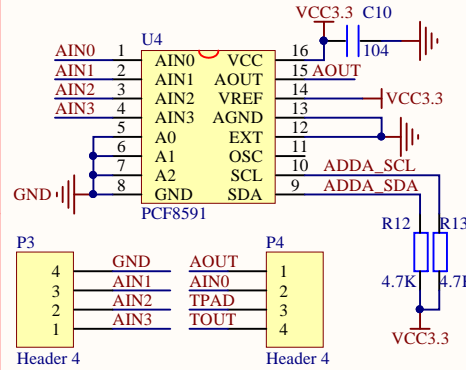 VCC3.3 C10
U4
104
AIN0 1 AIN0 VCC 16
AIN1 2 AIN1 AOUT 15 AOUT
AIN2 3 AIN2 VREF 14 VCC3.3
AIN3 4 AIN3 AGND 13
5 A0 EXT 12
6 A1 OSC 11
7 A2 SCL 10 ADDA_SCL
GND 8 GND SDA 9 ADDA_SDA
PCF8591
R12 R13
4.7K 4.7K
VCC3.3
P3 P4
4 GND AOUT 1
3 AIN1 AIN0 2
2 AIN2 TPAD 3
1 AIN3 TOUT 4
Header 4 Header 4